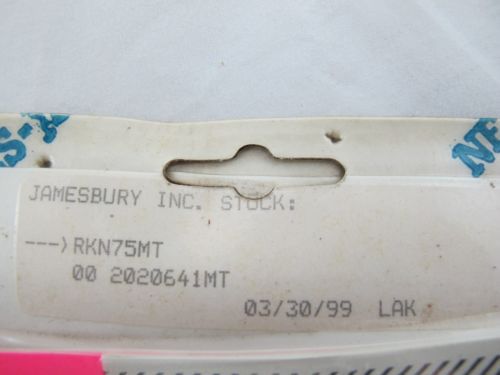 JAMESBURY INC. STOCK:
--->RKN75MT
00 2020641MT
03/30/99 LAK